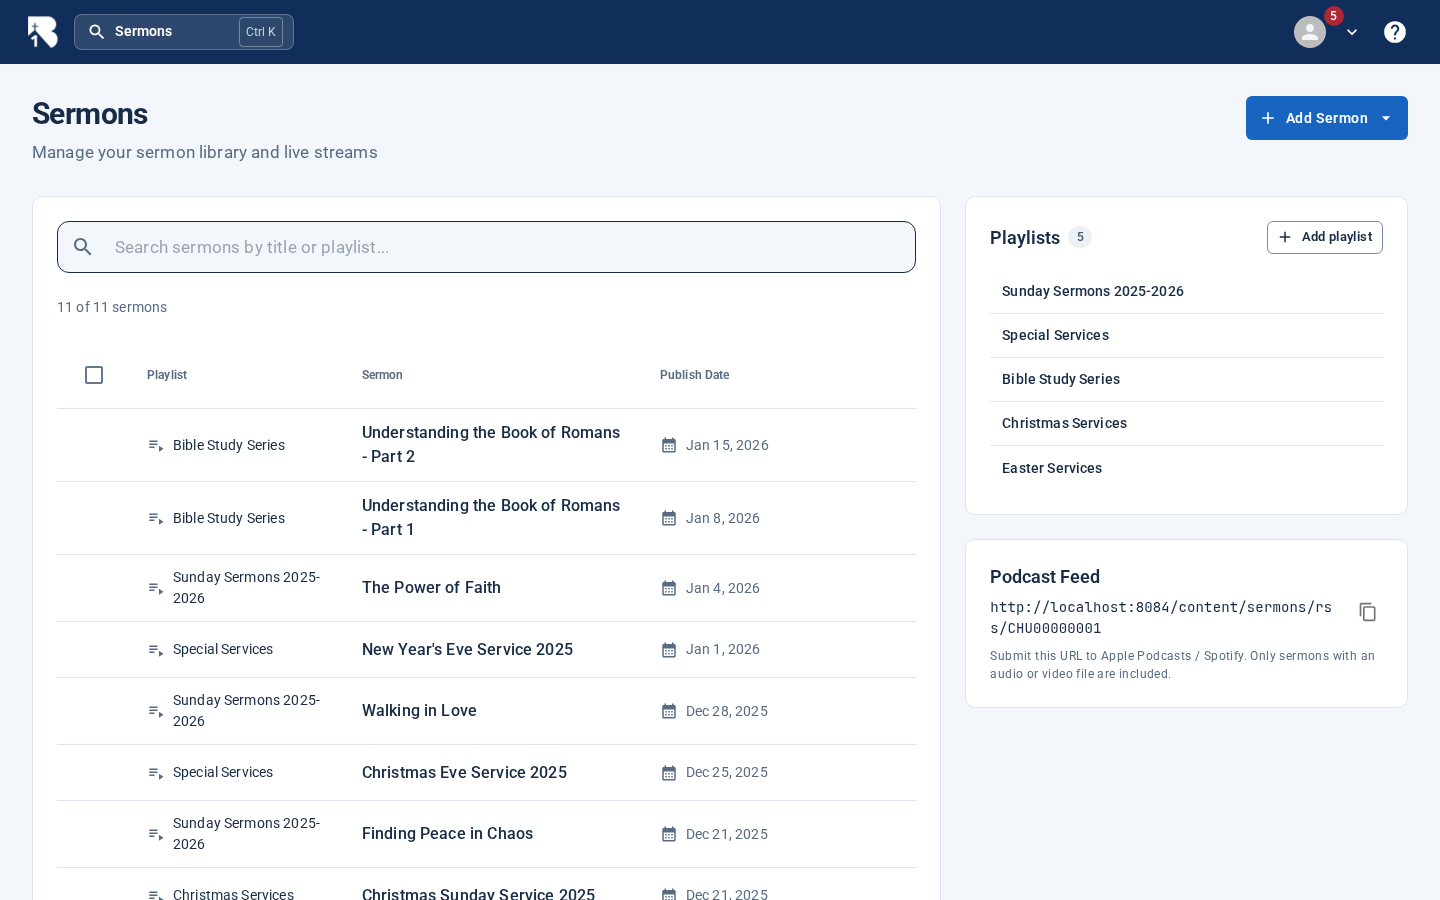 Sermons
Ctrl K
5
Sermons
Manage your sermon library and live streams
Add Sermon
Search sermons by title or playlist...
11 of 11 sermons
Playlist Sermon Publish Date
Bible Study Series
Understanding the Book of Romans
- Part 2
Jan 15, 2026
Bible Study Series
Understanding the Book of Romans
- Part 1
Jan 8, 2026
Sunday Sermons 2025-
2026
The Power of Faith
Jan 4, 2026
Special Services
New Year's Eve Service 2025
Jan 1, 2026
Sunday Sermons 2025-
2026
Walking in Love
Dec 28, 2025
Special Services
Christmas Eve Service 2025
Dec 25, 2025
Sunday Sermons 2025-
2026
Finding Peace in Chaos
Dec 21, 2025
Christmas Services
Christmas Sunday Service 2025
Dec 21, 2025
Playlists 5
Add playlist
Sunday Sermons 2025-2026
Special Services
Bible Study Series
Christmas Services
Easter Services
Podcast Feed
http://localhost:8084/content/sermons/rs
s/CHU00000001
Submit this URL to Apple Podcasts / Spotify. Only sermons with an
audio or video file are included.